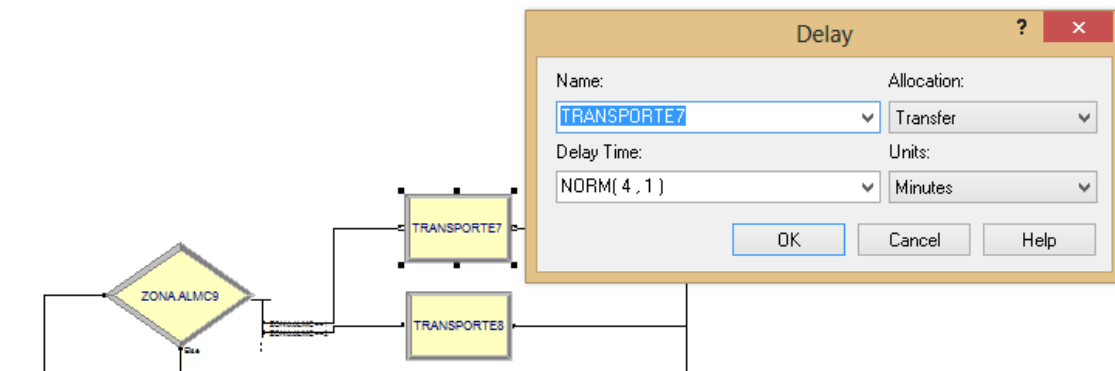 Delay
?
×
Name:
Allocation:
TRANSPORTE7
Transfer
Delay Time:
Units:
NORM( 4 , 1 )
Minutes
OK
Cancel
Help
TRANSPORTE7
ZONA.ALMC9
TRANSPORTE8
Else